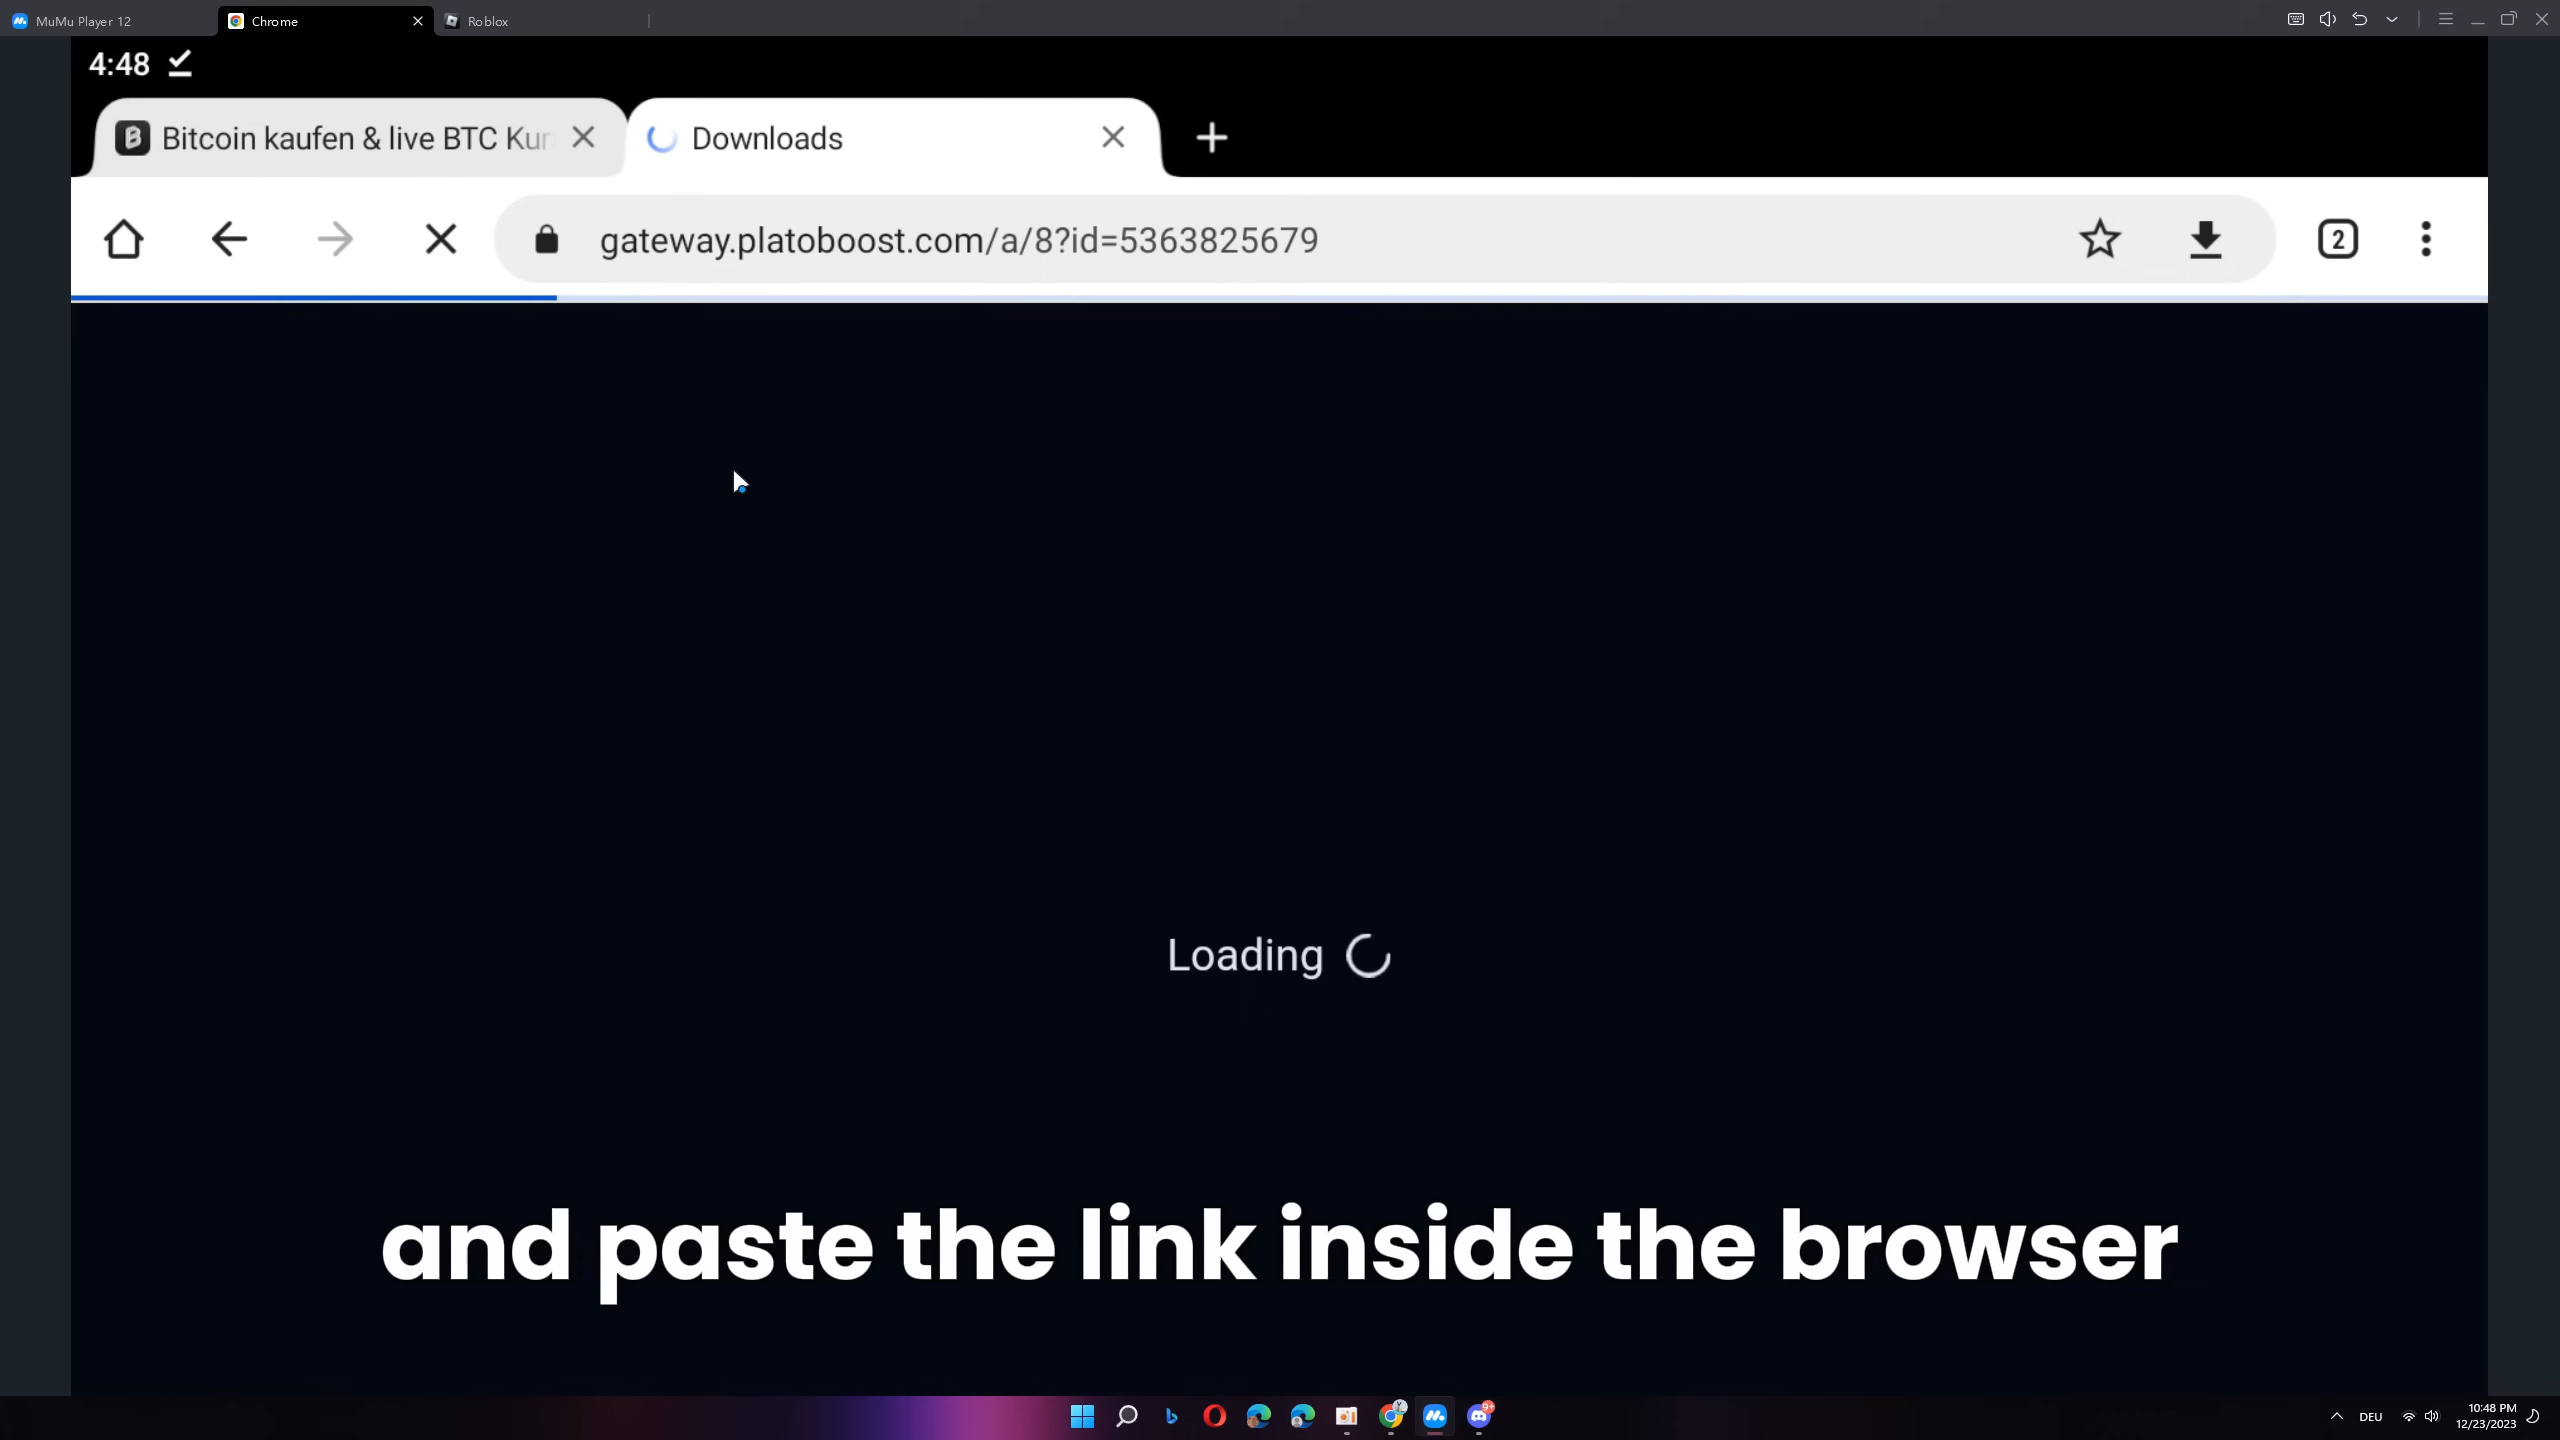 MuMu Player 12
Chrome
Roblox
4:48
Bitcoin kaufen & live BTC Kur
Downloads
gateway.platoboost.com/a/8?id=5363825679
2
Loading
and paste the link inside the browser
9+
DEU
10:48 PM
12/23/2023